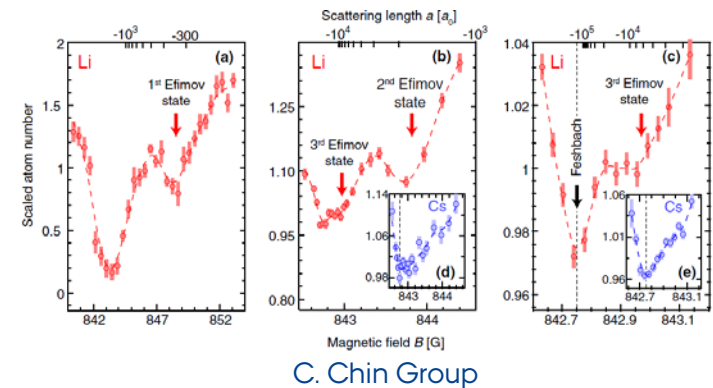 Scattering length a [a₀]
-10³ -300
-10⁴ -10³
-10⁵ -10⁴
2
1.5
1
0.5
0
Scaled atom number
Li
(a)
1st Efimov
state
842 847 852
1.25
1.10
0.95
0.80
Li
(b)
2nd Efimov
state
3rd Efimov
state
843 844
1.14
1.06
0.98
Cs
(d)
843 844
1.04
1.02
1
0.98
0.96
Li
(c)
3rd Efimov
state
Feshbach
842.7 842.9 843.1
1.06
1.01
0.96
Cs
(e)
842.7 843.1
Magnetic field B [G]
C. Chin Group